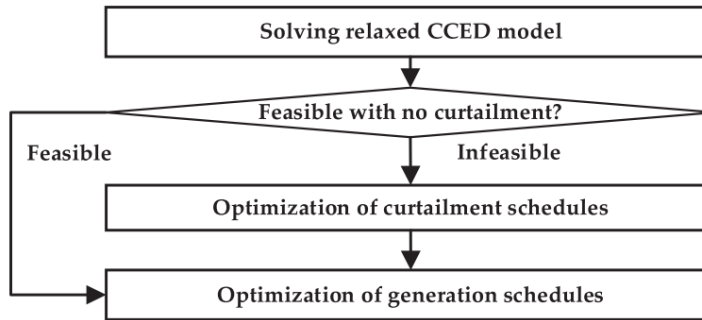 Solving relaxed CCED model
Feasible with no curtailment?
Feasible
Infeasible
Optimization of curtailment schedules
Optimization of generation schedules